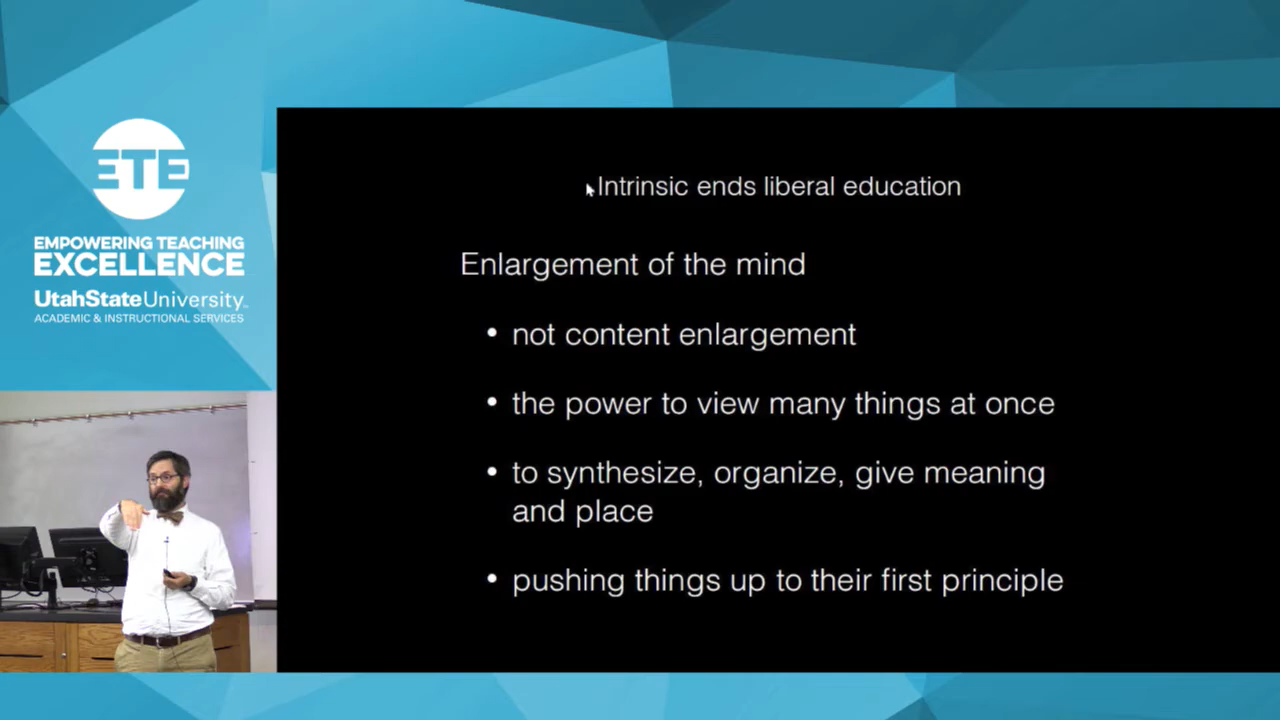 ETE
EMPOWERING TEACHING
EXCELLENCE
UtahStateUniversity
ACADEMIC & INSTRUCTIONAL SERVICES
Intrinsic ends liberal education
Enlargement of the mind
• not content enlargement
• the power to view many things at once
• to synthesize, organize, give meaning
and place
• pushing things up to their first principle